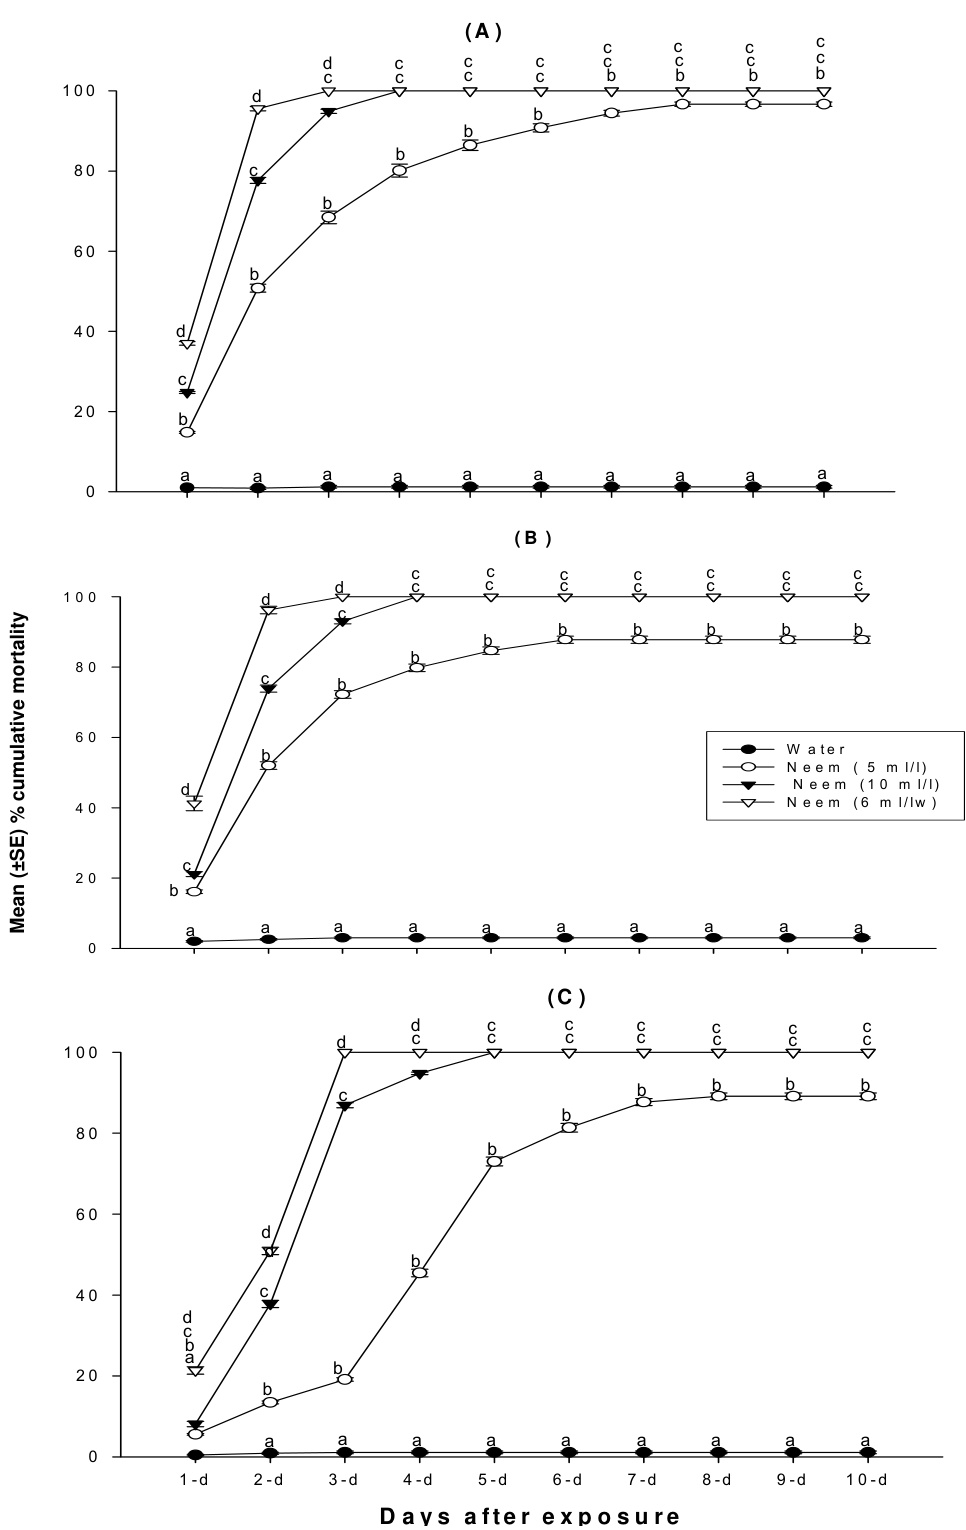 (A)
c
c c c
d c c c c c c
c c c c b b b b
d
100
b
b
80 c b
b
60
b
40 d
c
20 b
a a a a a a a a a a
0
(B)
c c c c c c c
d d c c c c c c c
100
c
80 c b b b b b b b
b
60 b
Water
Neem (5 ml/l)
Neem (10 ml/l)
Neem (6 ml/lw)
40 d
c
20 b
a a a a a a a a a a
0
Mean (±SE) % cumulative mortality
(C)
d c c c c c c
d c c c c c c c
100
c b b b b
80 b
b
60
d
40 c b
d
c
b
a
20 b b
a a a a a a a a a
0
1-d 2-d 3-d 4-d 5-d 6-d 7-d 8-d 9-d 10-d
Days after exposure